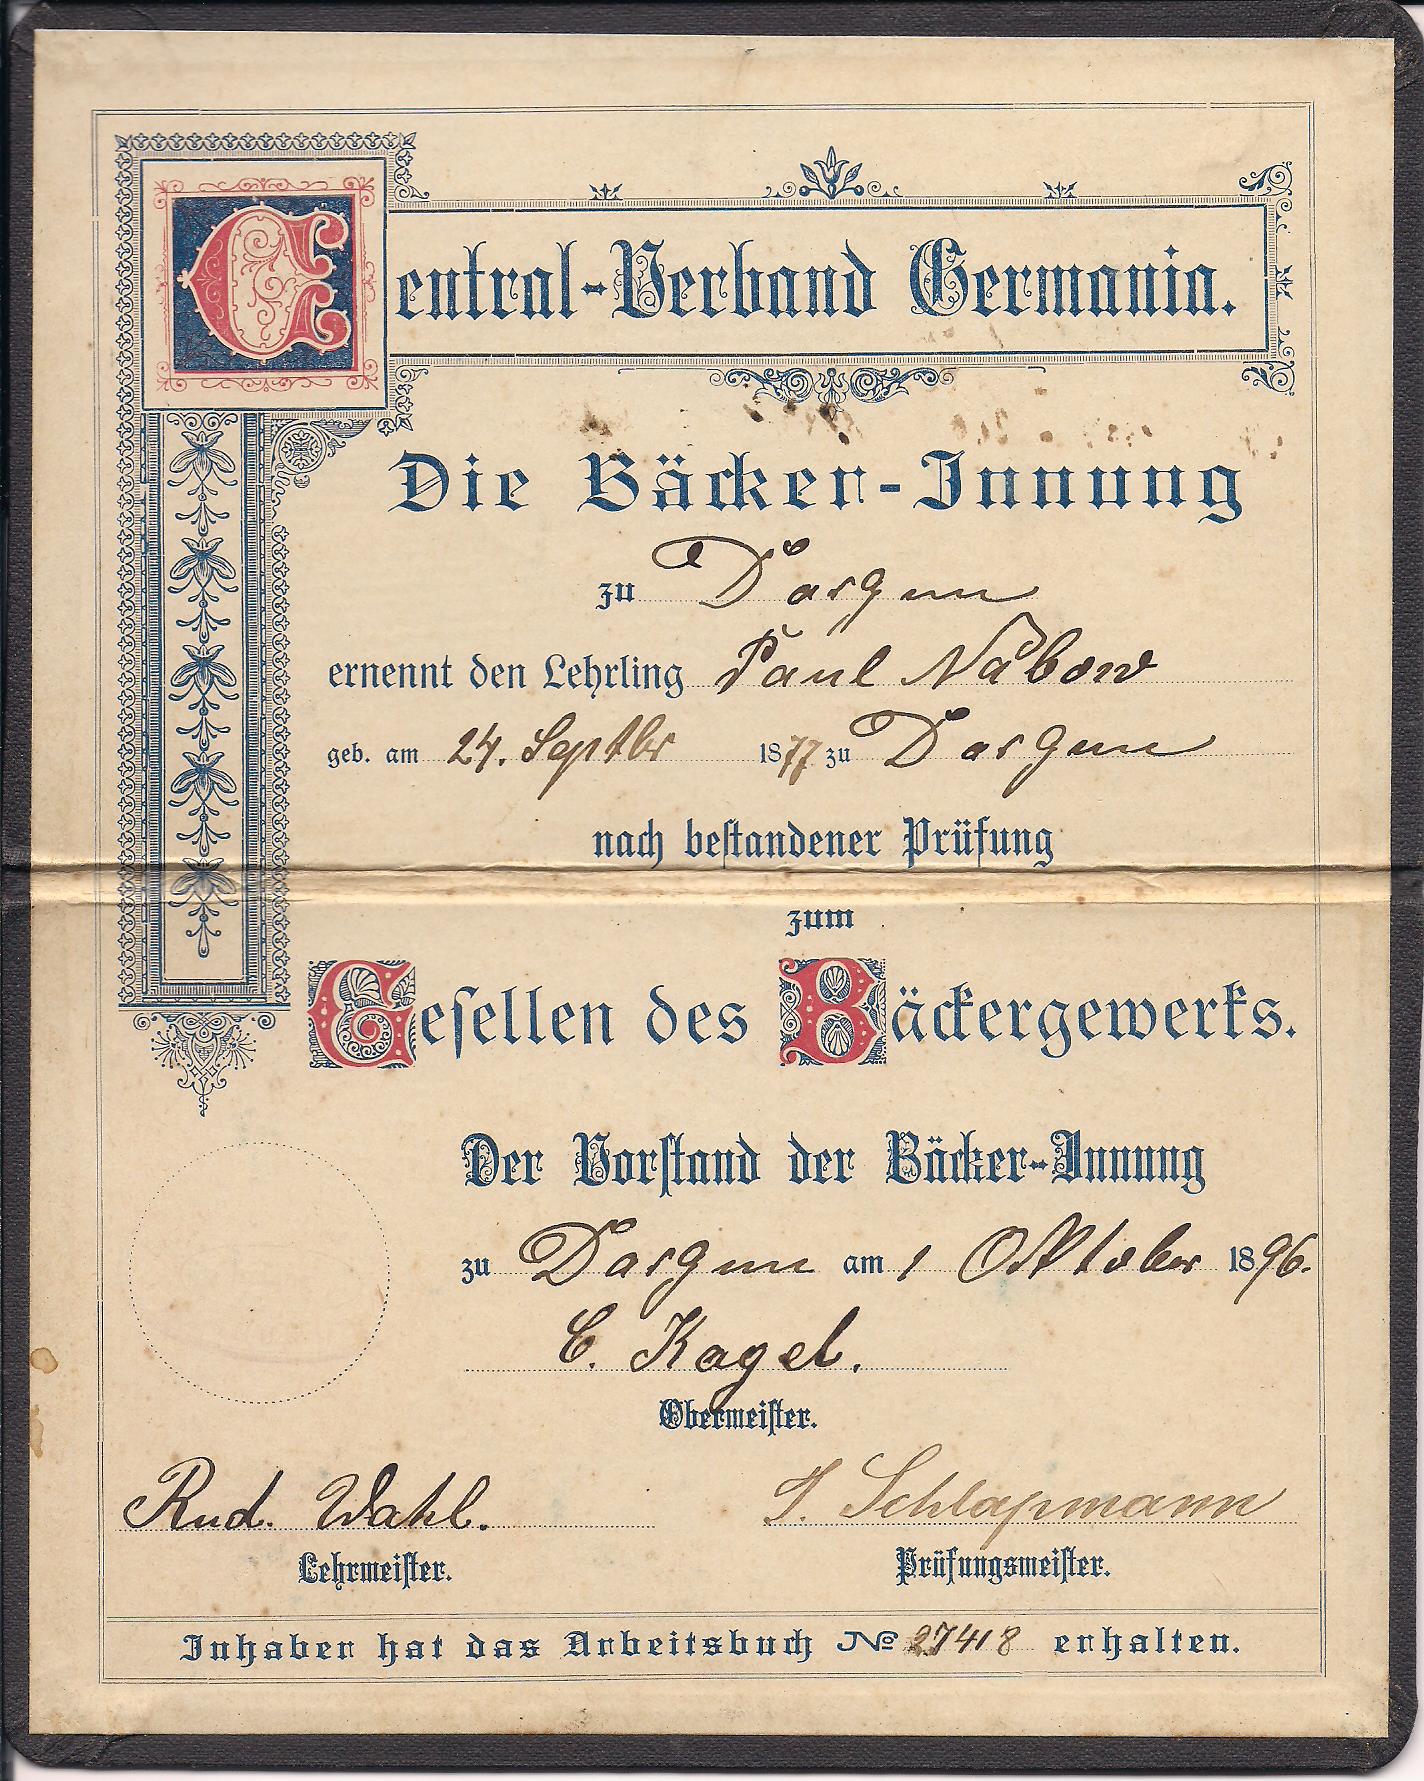 Central-Verband Germania.
Die Bäcker-Innung
zu Dargun
ernennt den Lehrling Paul Nabow
geb. am 24. Septbr 1877 zu Dargun
nach bestandener Prüfung
zum
Gesellen des Bäckergewerks.
Der Vorstand der Bäcker-Innung
zu Dargun am 1 Oktober 1896.
C. Kagel.
Obermeister.
Rud. Wahl.
Lehrmeister.
Schlapmann
Prüfungsmeister.
Inhaber hat das Arbeitsbuch No 27418 erhalten.